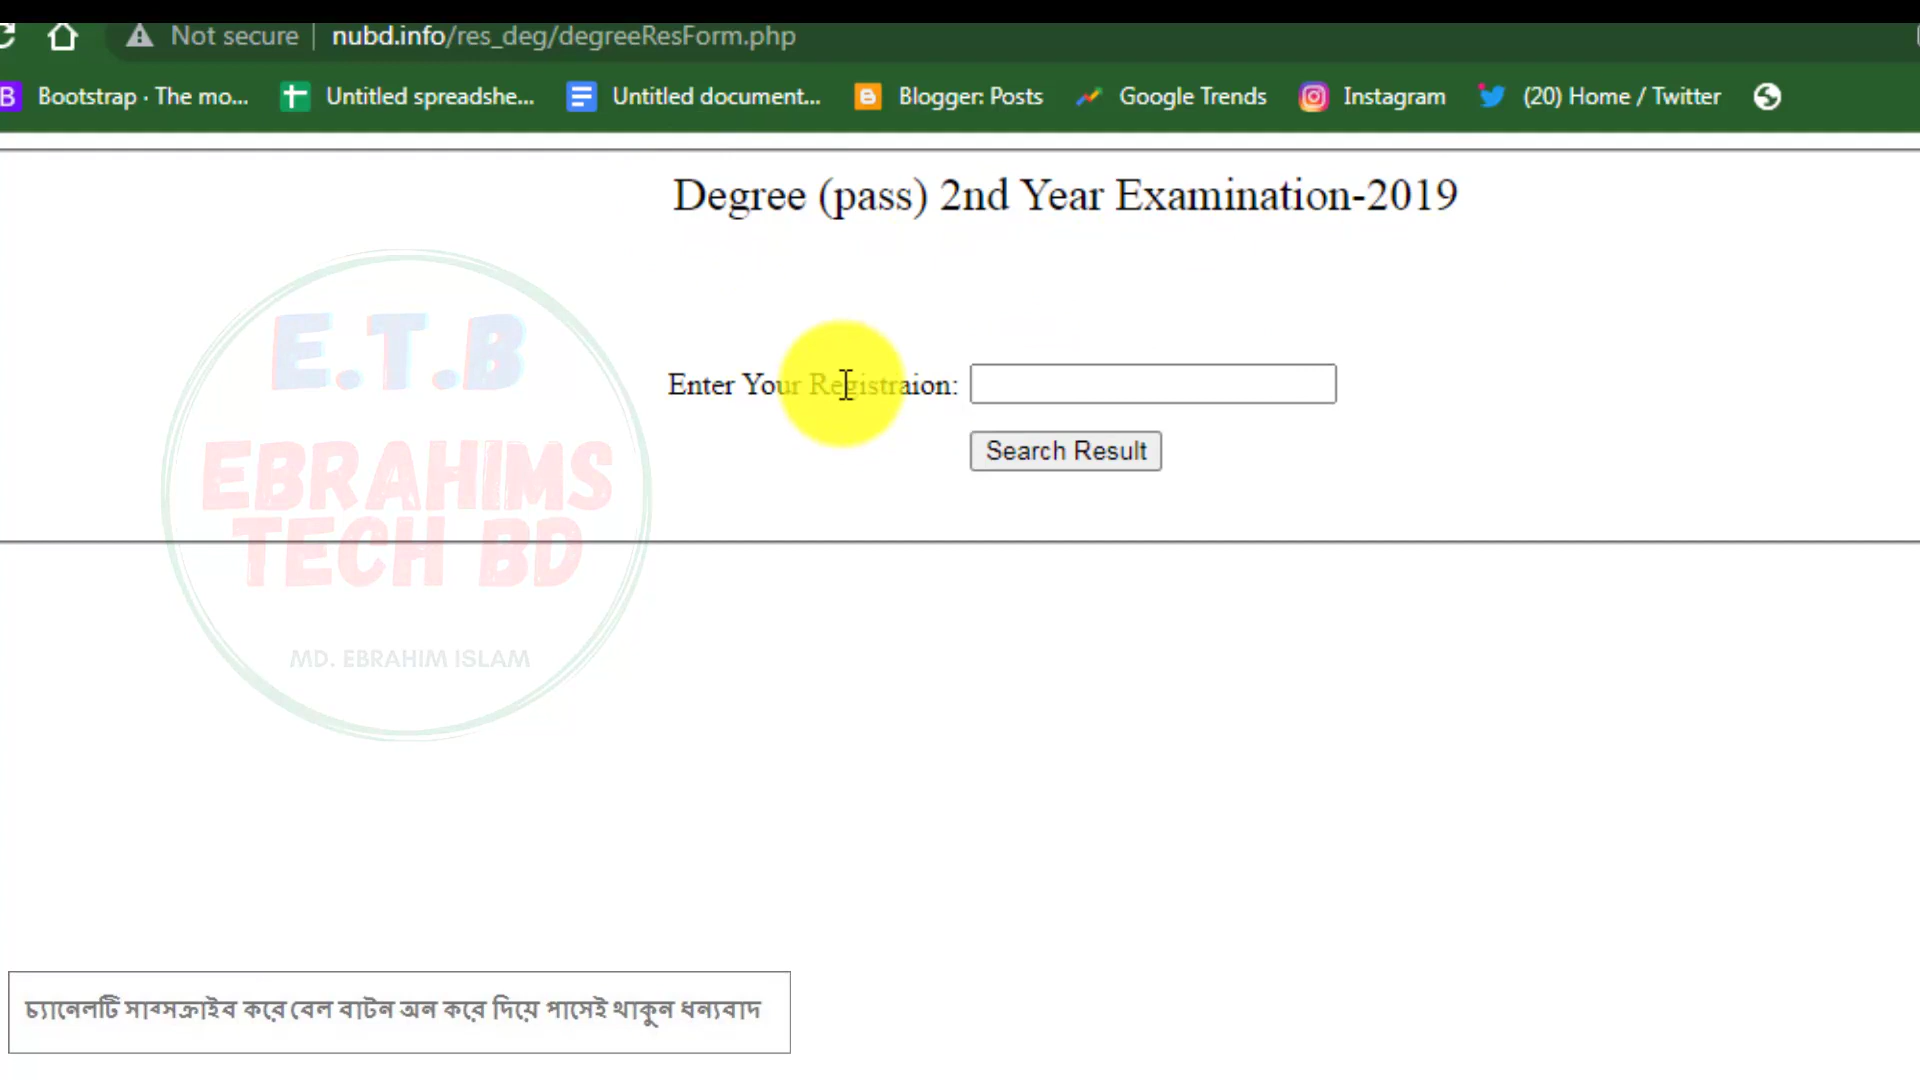 Not secure | nubd.info/res_deg/degreeResForm.php
Bootstrap · The mo... Untitled spreadshe... Untitled document... Blogger: Posts Google Trends Instagram (20) Home / Twitter
Degree (pass) 2nd Year Examination-2019
Enter Your Registraion:
Search Result
E.T.B
EBRAHIMS
TECH BD
MD. EBRAHIM ISLAM
চ্যানেলটি সাবসক্রাইব করে বেল বাটন অন করে দিয়ে পাসেই থাকুন ধন্যবাদ